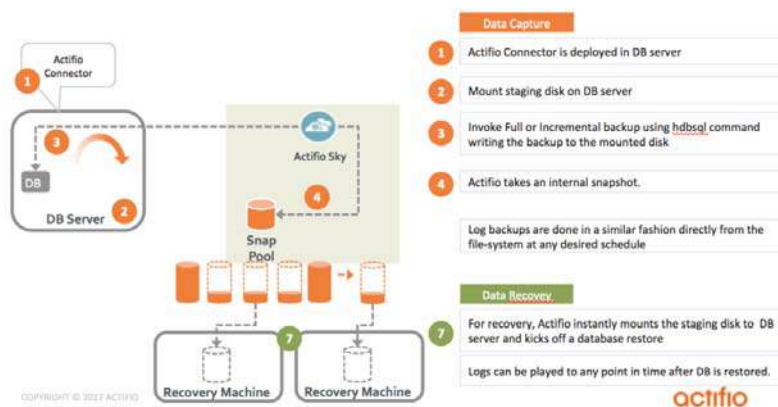 Actifio
Connector
1
3
DB
DB Server
2
Actifio Sky
4
Snap
Pool
7
Recovery Machine
Recovery Machine
COPYRIGHT © 2017 ACTIFIO
Data Capture
1
Actifio Connector is deployed in DB server
2
Mount staging disk on DB server
3
Invoke Full or Incremental backup using hdbsql command
writing the backup to the mounted disk
4
Actifio takes an internal snapshot.
Log backups are done in a similar fashion directly from the
file-system at any desired schedule
Data Recovey
7
For recovery, Actifio instantly mounts the staging disk to DB
server and kicks off a database restore
Logs can be played to any point in time after DB is restored.
actifio